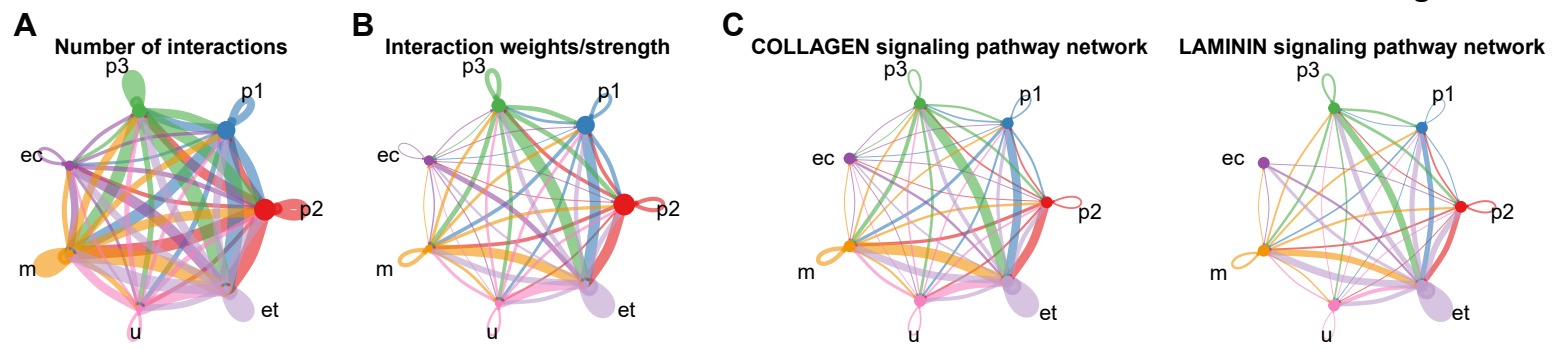 A
Number of interactions
p3
p1
ec
p2
m
et
u
B
Interaction weights/strength
p3
p1
ec
p2
m
et
u
C
COLLAGEN signaling pathway network
p3
p1
ec
p2
m
et
u
LAMININ signaling pathway network
p3
p1
ec
p2
m
et
u